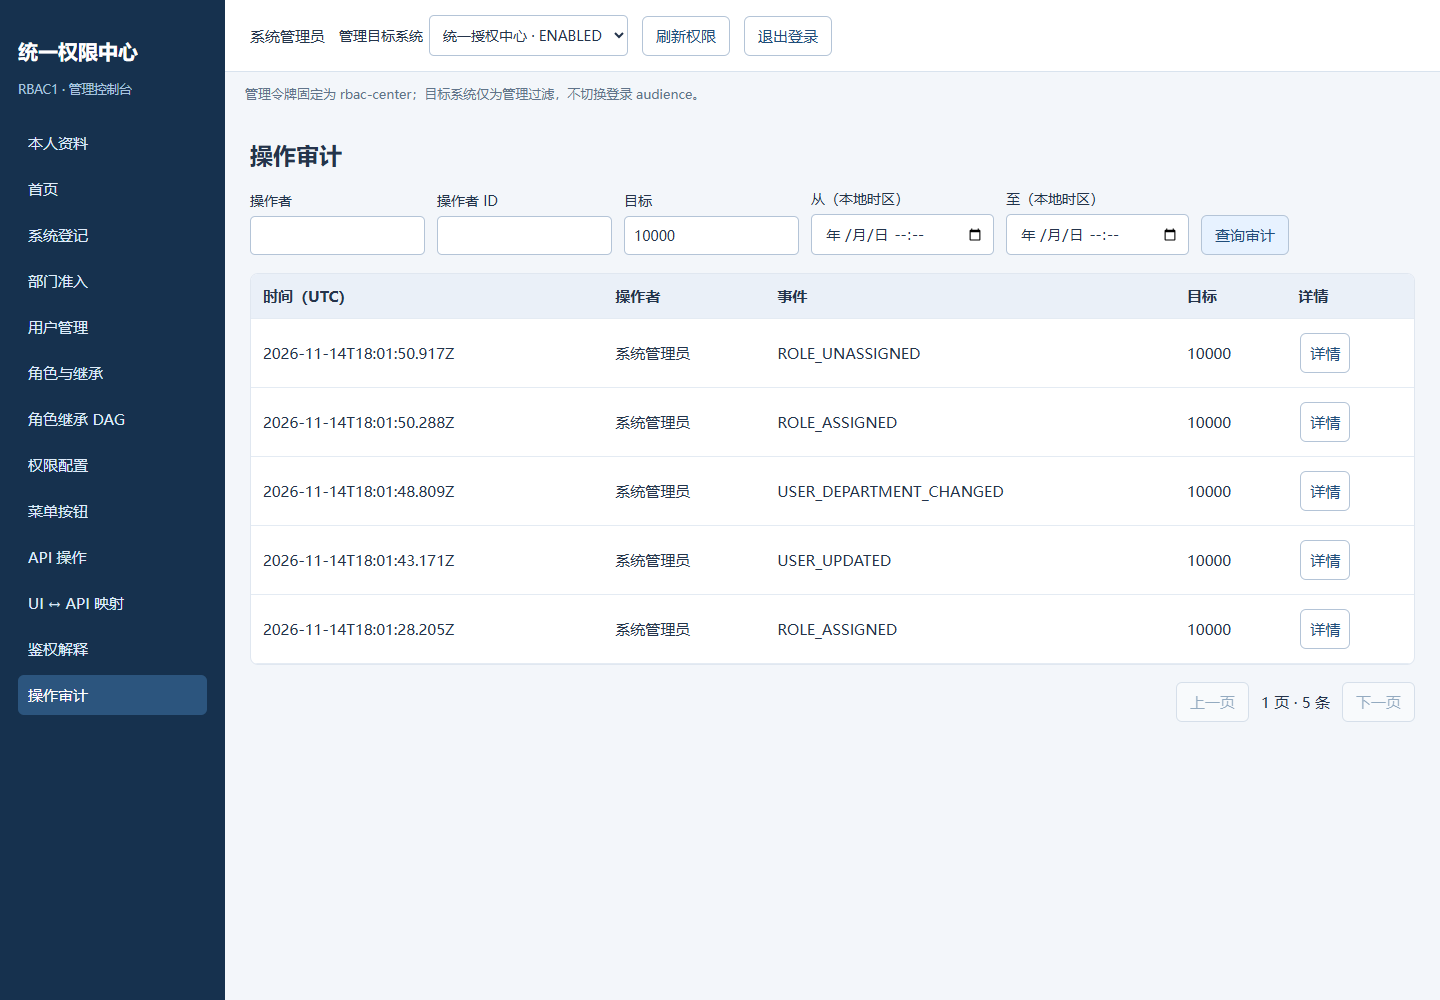 统一权限中心
RBAC1 · 管理控制台
本人资料
首页
系统登记
部门准入
用户管理
角色与继承
角色继承 DAG
权限配置
菜单按钮
API 操作
UI ↔ API 映射
鉴权解释
操作审计
系统管理员 管理目标系统 统一授权中心 · ENABLED 刷新权限 退出登录
管理令牌固定为 rbac-center；目标系统仅为管理过滤，不切换登录 audience。
操作审计
操作者 操作者 ID 目标 从（本地时区） 至（本地时区）
10000 年 /月/日 --:-- 年 /月/日 --:-- 查询审计
时间（UTC） 操作者 事件 目标 详情
2026-11-14T18:01:50.917Z 系统管理员 ROLE_UNASSIGNED 10000 详情
2026-11-14T18:01:50.288Z 系统管理员 ROLE_ASSIGNED 10000 详情
2026-11-14T18:01:48.809Z 系统管理员 USER_DEPARTMENT_CHANGED 10000 详情
2026-11-14T18:01:43.171Z 系统管理员 USER_UPDATED 10000 详情
2026-11-14T18:01:28.205Z 系统管理员 ROLE_ASSIGNED 10000 详情
上一页 1 页 · 5 条 下一页